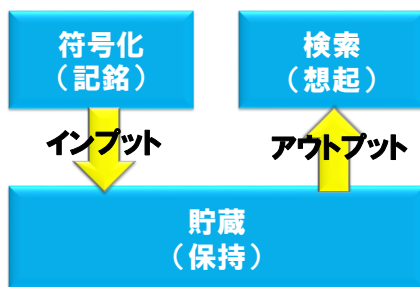 符号化
（記銘）
検索
（想起）
インプット
アウトプット
貯蔵
（保持）